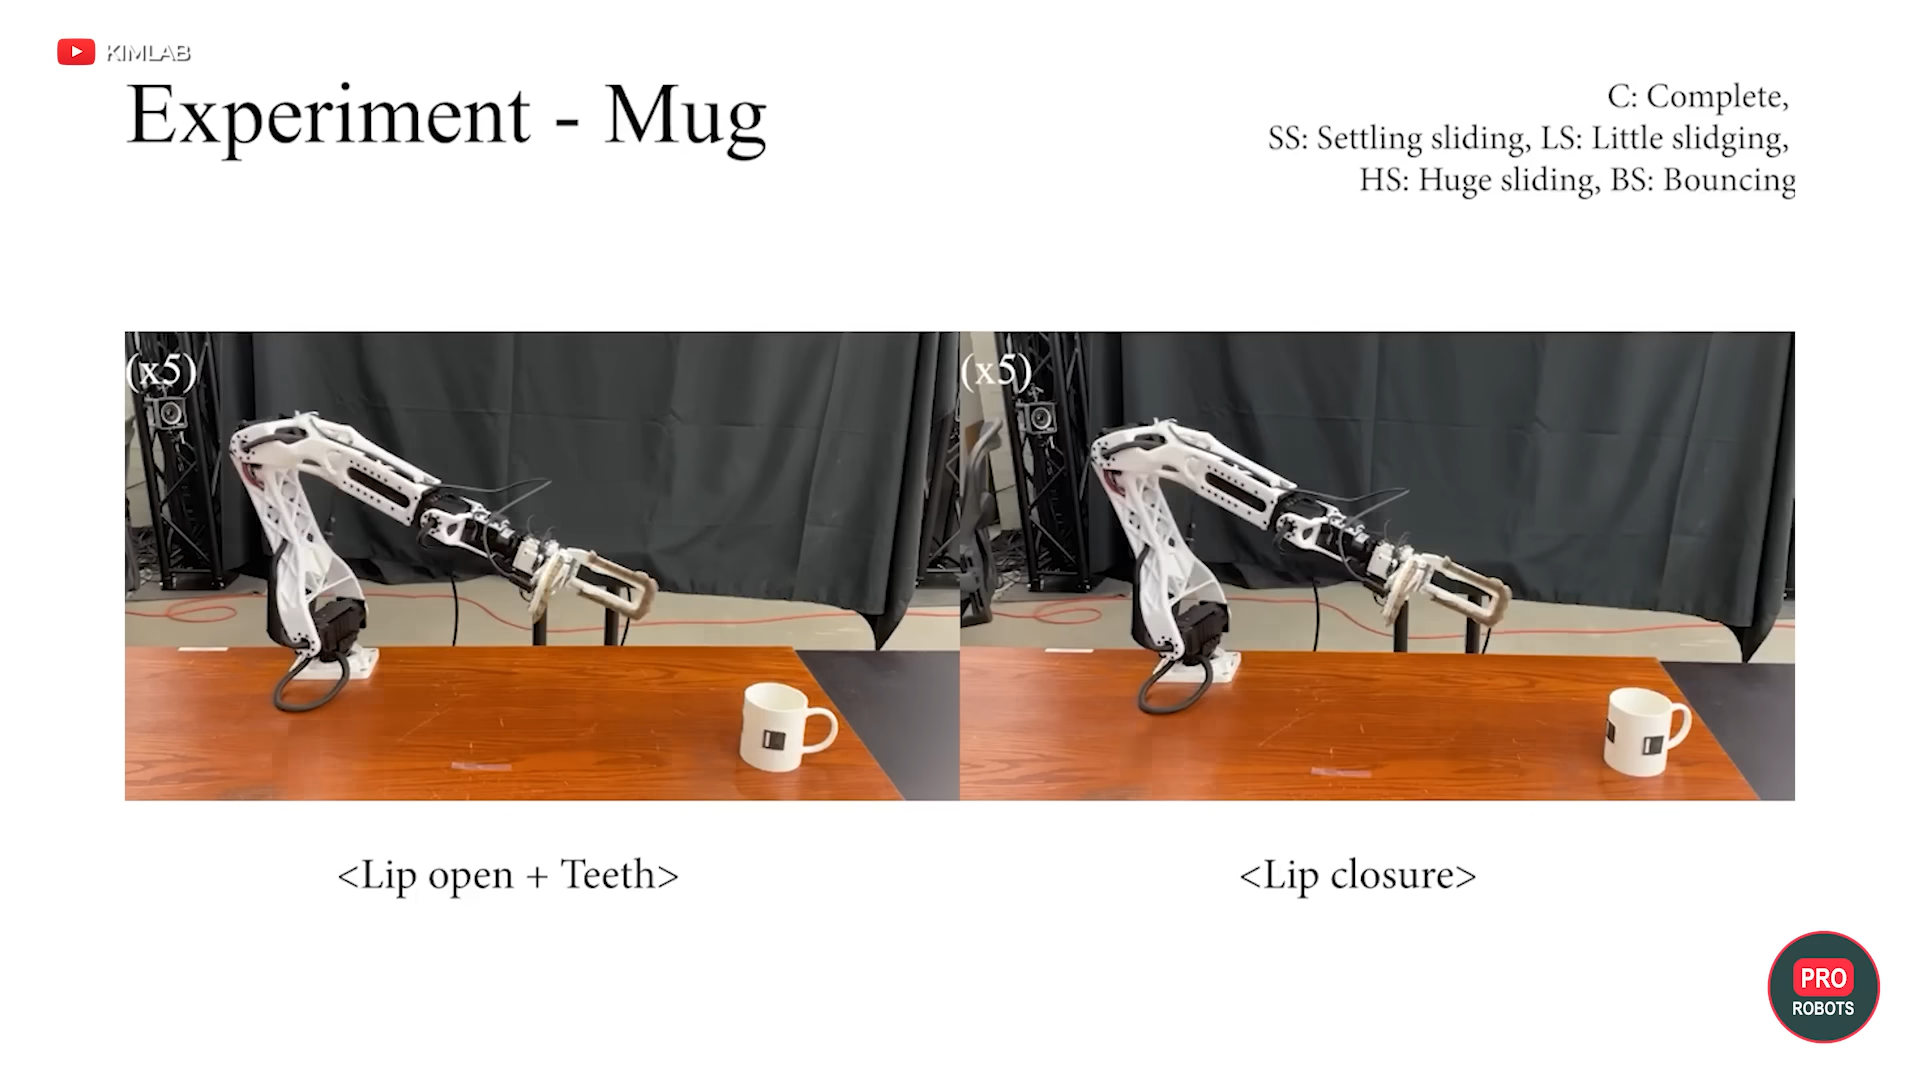 KIMLAB
Experiment - Mug
C: Complete,
SS: Settling sliding, LS: Little slidging,
HS: Huge sliding, BS: Bouncing
(x5)
(x5)
<Lip open + Teeth>
<Lip closure>
PRO
ROBOTS